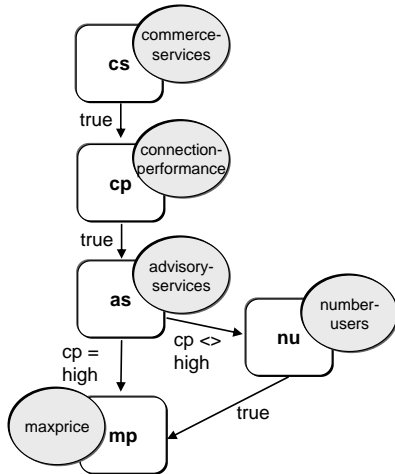 commerce-
services
cs
true
connection-
performance
cp
true
advisory-
services
as
number-
users
nu
cp =
high
cp <>
high
true
maxprice
mp